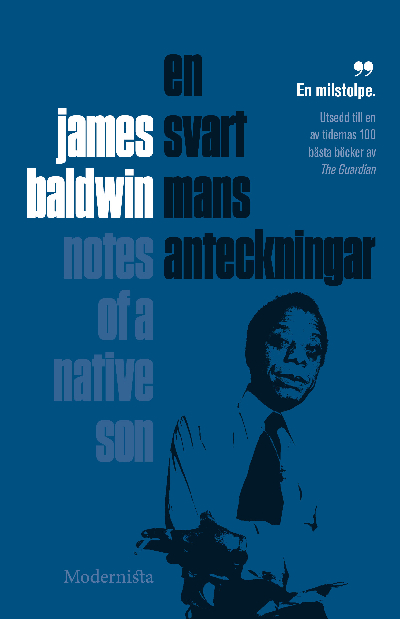 james
baldwin
en
svart
mans
anteckningar
notes
of a
native
son
”
En milstolpe.
Utsedd till en
av tidernas 100
bästa böcker av
The Guardian
Modernista